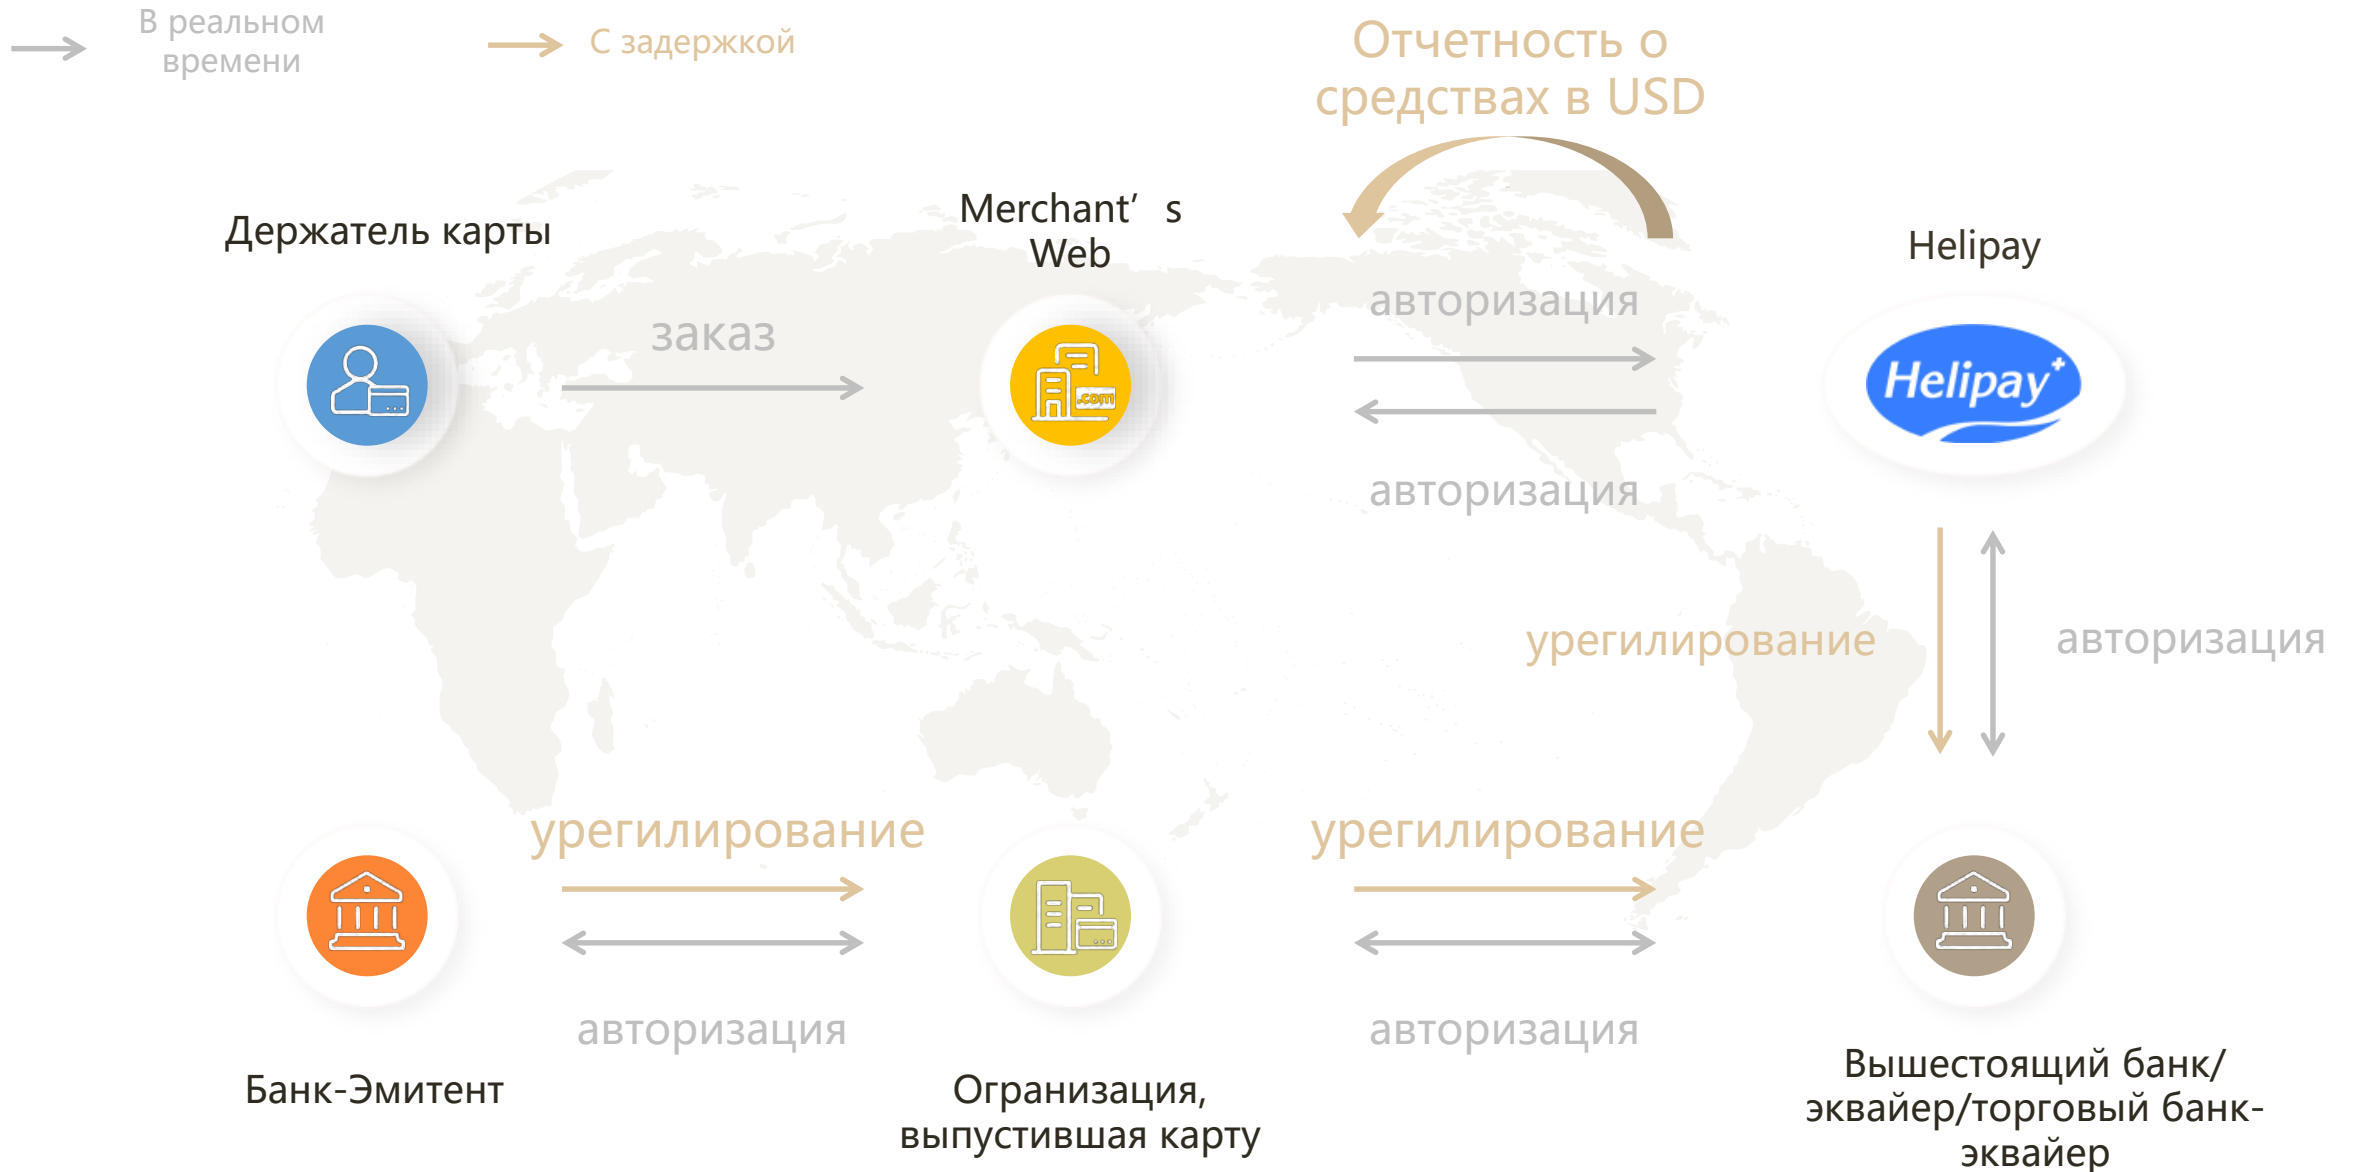 В реальном
времени
С задержкой
Отчетность о
средствах в USD
Держатель карты
Merchant’s
Web
Helipay
заказ
.com
авторизация
Helipay+
авторизация
урегилирование
авторизация
урегилирование
урегилирование
авторизация
авторизация
Банк-Эмитент
Огранизация,
выпустившая карту
Вышестоящий банк/
эквайер/торговый банк-
эквайер